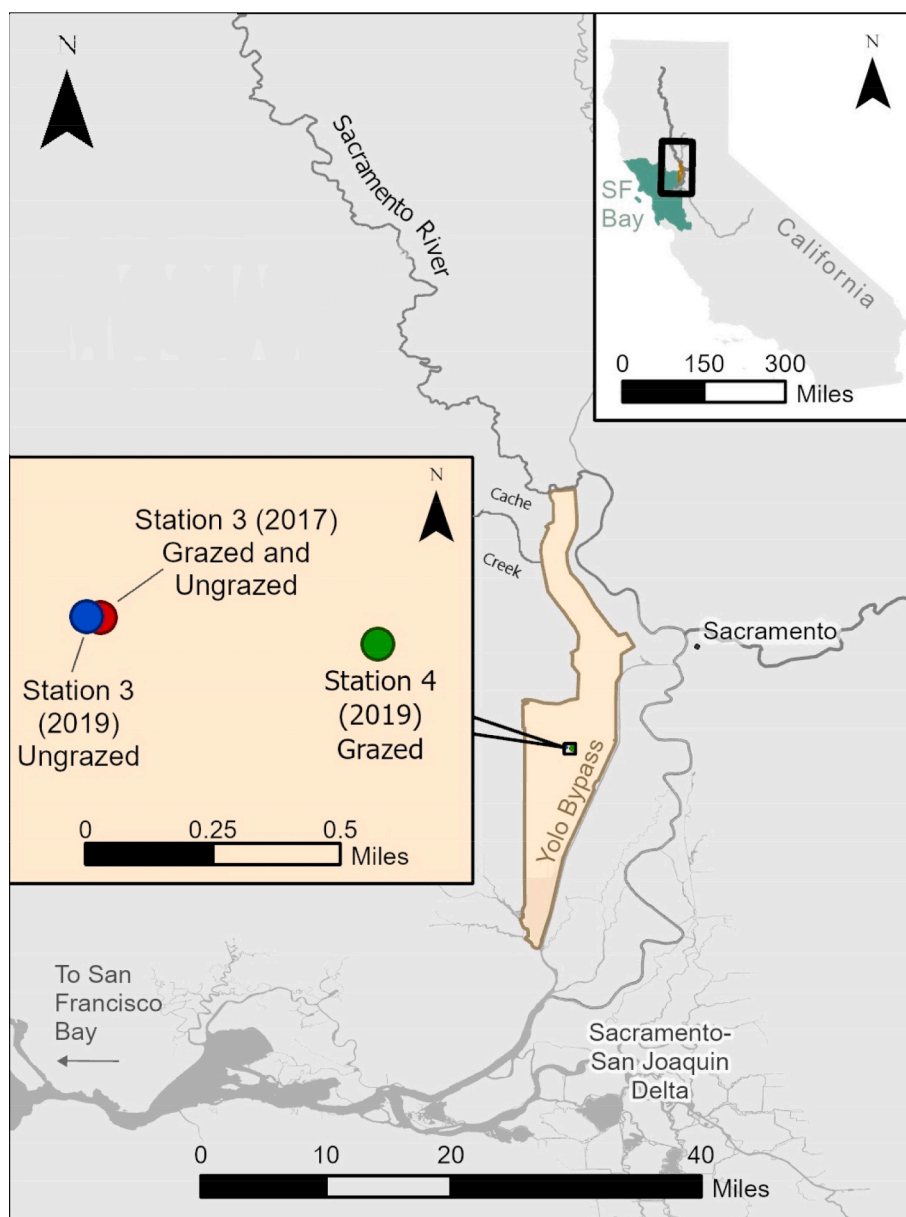 N
Sacramento River
N
SF
Bay
California
0 150 300
Miles
N
Station 3 (2017)
Grazed and
Ungrazed
Station 3
(2019)
Ungrazed
Station 4
(2019)
Grazed
0 0.25 0.5
Miles
Cache
Creek
Sacramento
Yolo Bypass
To San
Francisco
Bay
Sacramento-
San Joaquin
Delta
0 10 20 40
Miles